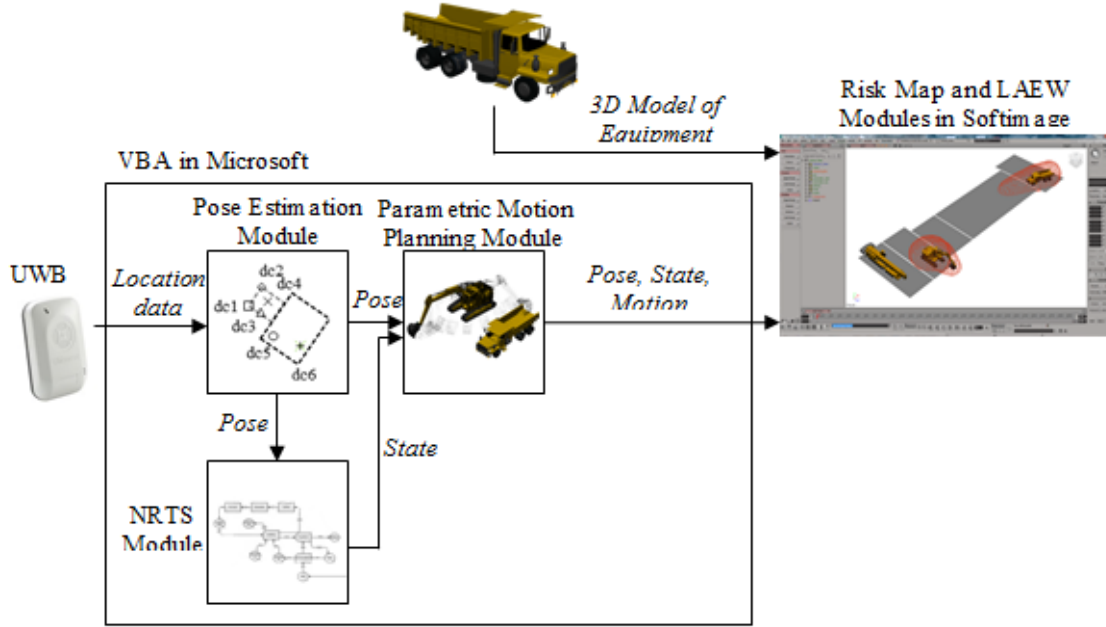 3D Model of
Equipment
Risk Map and LAEW
Modules in Softimage
VBA in Microsoft
Pose Estimation
Module
Parametric Motion
Planning Module
UWB
Location
data
dc1
dc2
dc3
dc4
dc5
dc6
Pose
Pose, State,
Motion
Pose
State
NRTS
Module